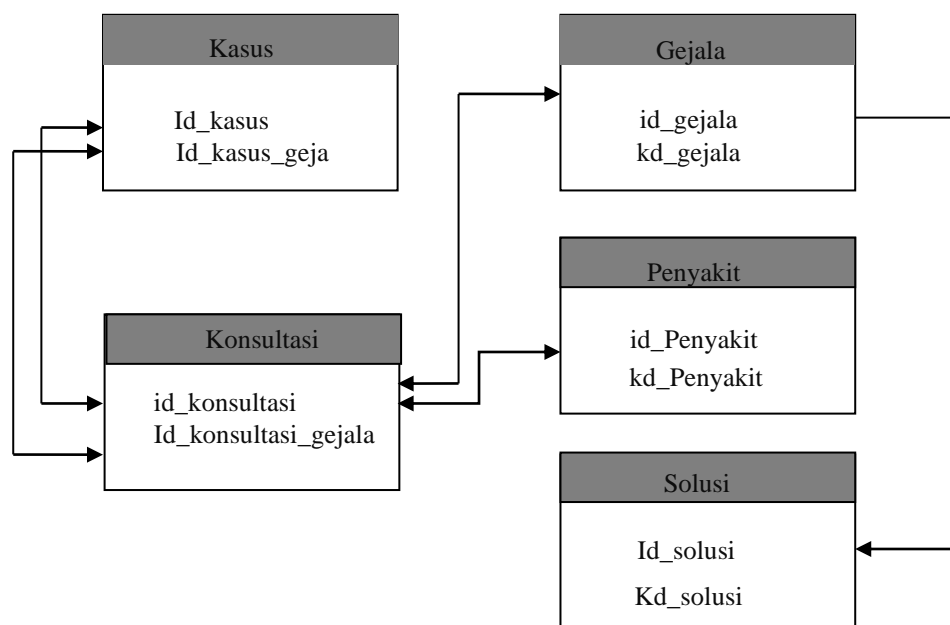 Kasus
Id_kasus
Id_kasus_geja
Gejala
id_gejala
kd_gejala
Konsultasi
id_konsultasi
Id_konsultasi_gejala
Penyakit
id_Penyakit
kd_Penyakit
Solusi
Id_solusi
Kd_solusi